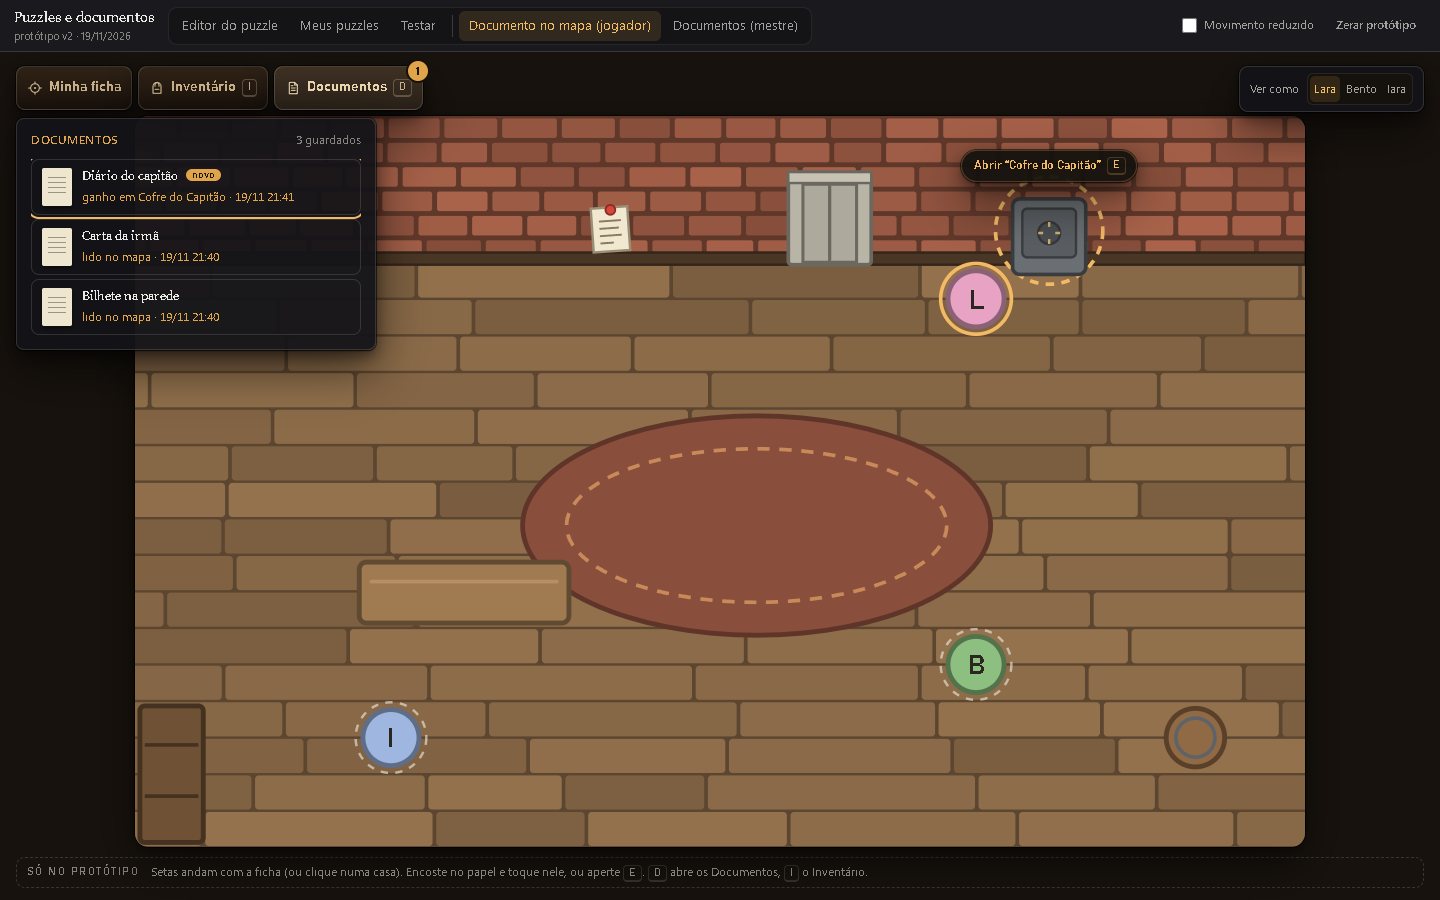 Puzzles e documentos
protótipo v2 · 19/11/2026
Editor do puzzle
Meus puzzles
Testar
Documento no mapa (jogador)
Documentos (mestre)
Movimento reduzido
Zerar protótipo
Minha ficha
Inventário I
Documentos D
1
Ver como
Lara
Bento
Iara
DOCUMENTOS
3 guardados
Diário do capitão NOVO
ganho em Cofre do Capitão · 19/11 21:41
Carta da irmã
lido no mapa · 19/11 21:40
Bilhete na parede
lido no mapa · 19/11 21:40
Abrir “Cofre do Capitão” E
L
B
I
SÓ NO PROTÓTIPO Setas andam com a ficha (ou clique numa casa). Encoste no papel e toque nele, ou aperte E . D abre os Documentos, I o Inventário.